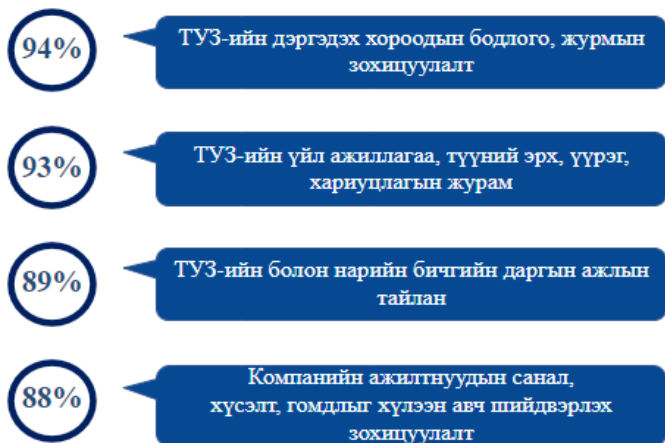 94%
ТУЗ-ийн дэргэдэх хороодын бодлого, журмын
зохицуулалт
93%
ТУЗ-ийн үйл ажиллагаа, түүний эрх, үүрэг,
хариуцлагын журам
89%
ТУЗ-ийн болон нарийн бичгийн даргын ажлын
тайлан
88%
Компанийн ажилтнуудын санал,
хүсэлт, гомдлыг хүлээн авч шийдвэрлэх
зохицуулалт